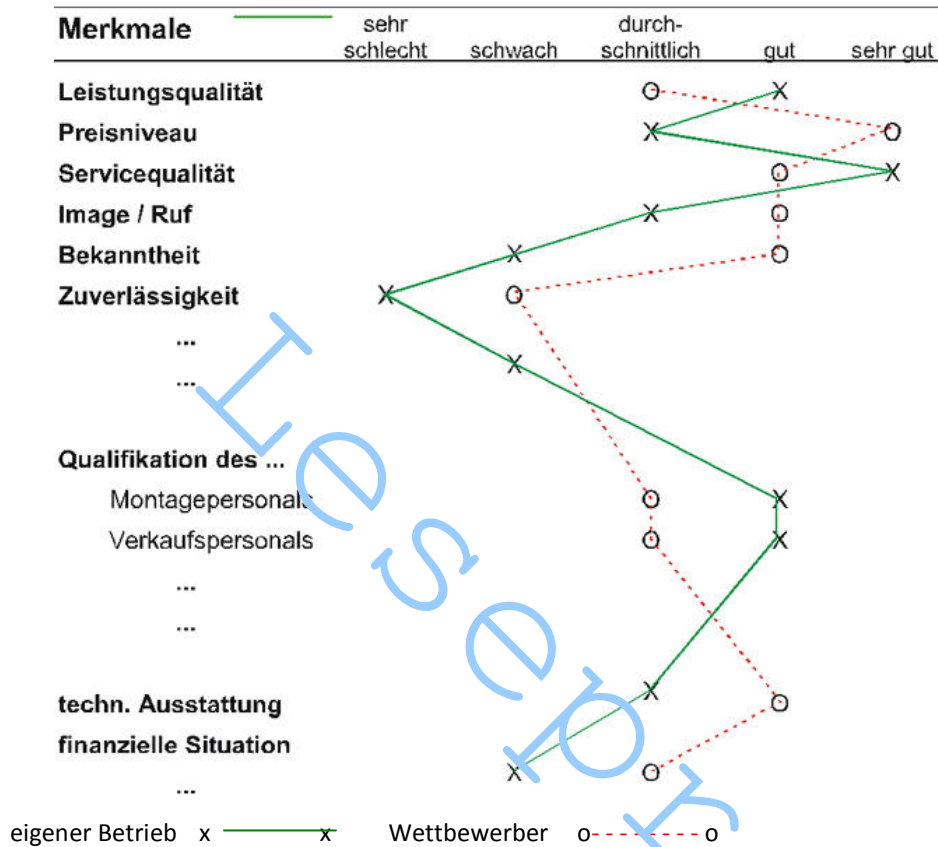 Merkmale sehr schlecht schwach durch-schnittlich gut sehr gut
Leistungsqualität O X
Preisniveau X O
Servicequalität O X
Image / Ruf X O
Bekanntheit X O
Zuverlässigkeit X O
...
... X
Qualifikation des ...
Montagepersonals O X
Verkaufspersonals O X
...
...
techn. Ausstattung X O
finanzielle Situation
... X O
eigener Betrieb x x Wettbewerber o o
Lesepr